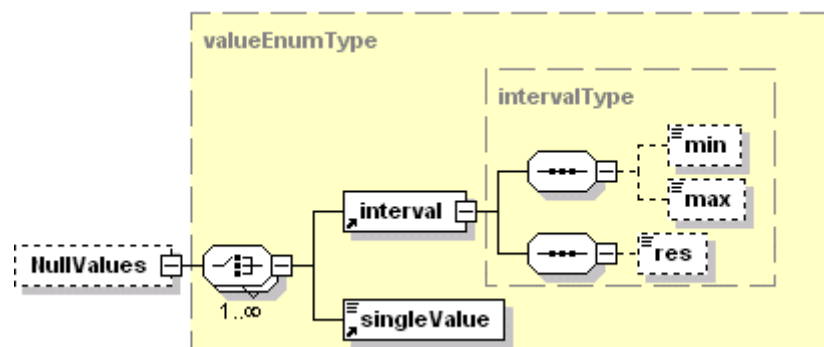 valueEnumType
intervalType
min
interval
max
NullValues
res
1..∞
singleValue